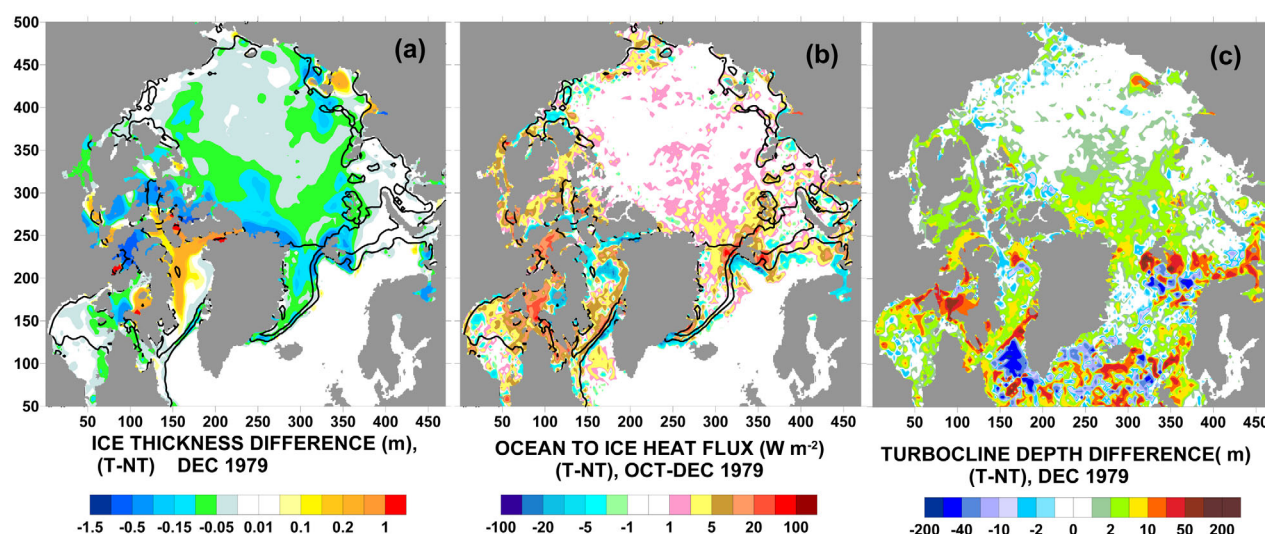 500
450
400
350
300
250
200
150
100
50
(a)
(b)
(c)
50 100 150 200 250 300 350 400 450
50 100 150 200 250 300 350 400 450
50 100 150 200 250 300 350 400 450
ICE THICKNESS DIFFERENCE (m),
(T-NT) DEC 1979
-1.5 -0.5 -0.15 -0.05 0.01 0.1 0.2 1
OCEAN TO ICE HEAT FLUX (W m⁻²)
(T-NT), OCT-DEC 1979
-100 -20 -5 -1 1 5 20 100
TURBOCLINE DEPTH DIFFERENCE( m)
(T-NT), DEC 1979
-200 -40 -10 -2 0 2 10 50 200